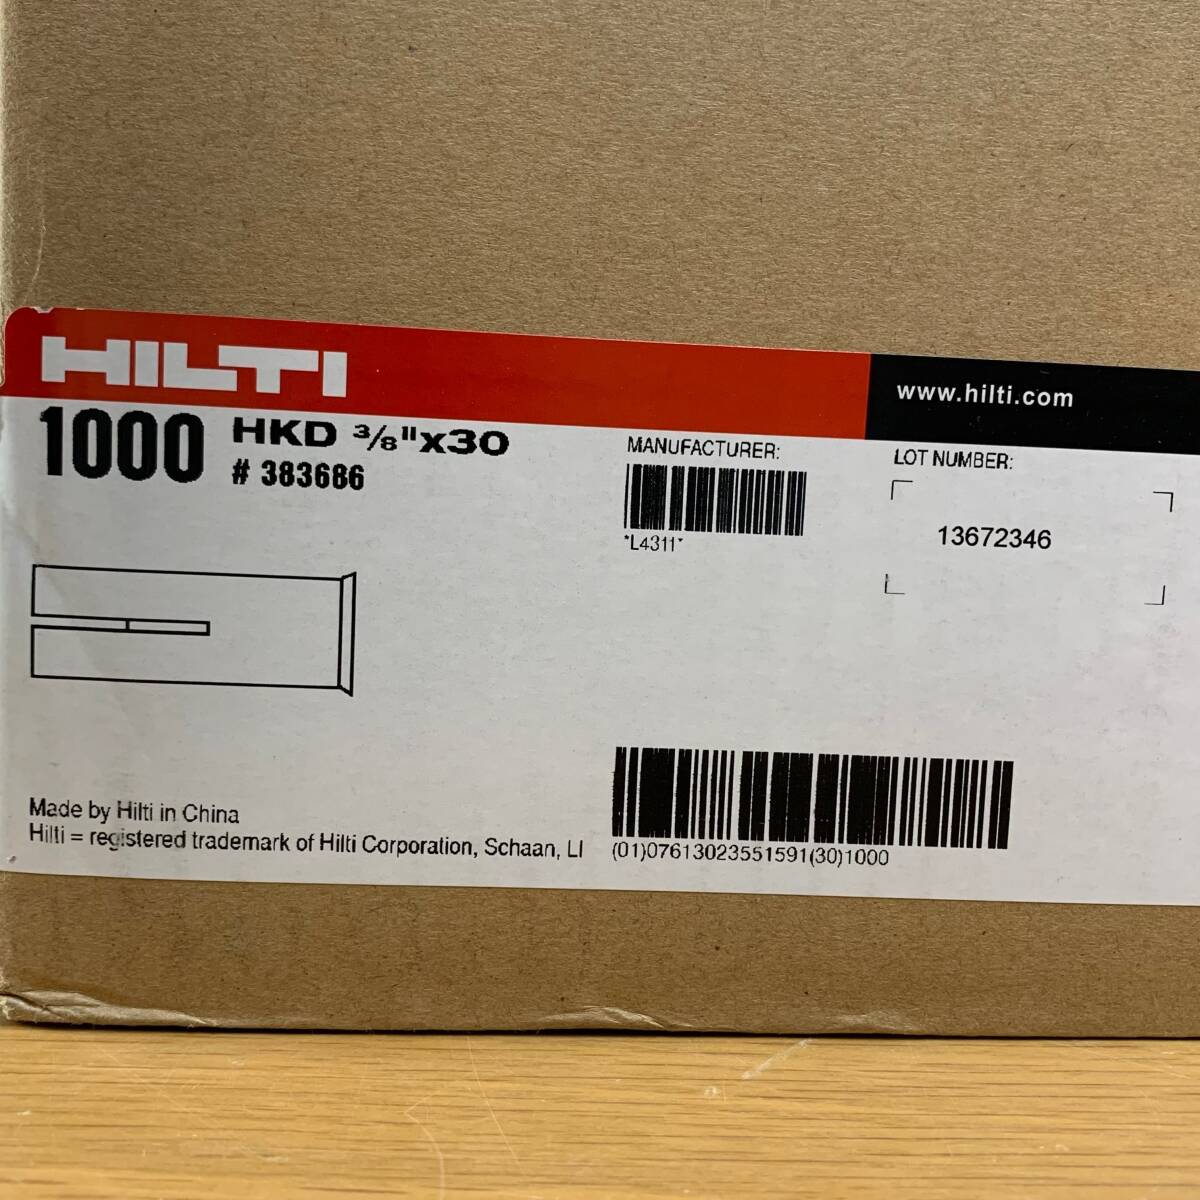 HILTI
www.hilti.com
1000
HKD 3/8"x30
# 383686
MANUFACTURER:
*L4311*
LOT NUMBER:
13672346
Made by Hilti in China
Hilti = registered trademark of Hilti Corporation, Schaan, LI
(01)07613023551591(30)1000